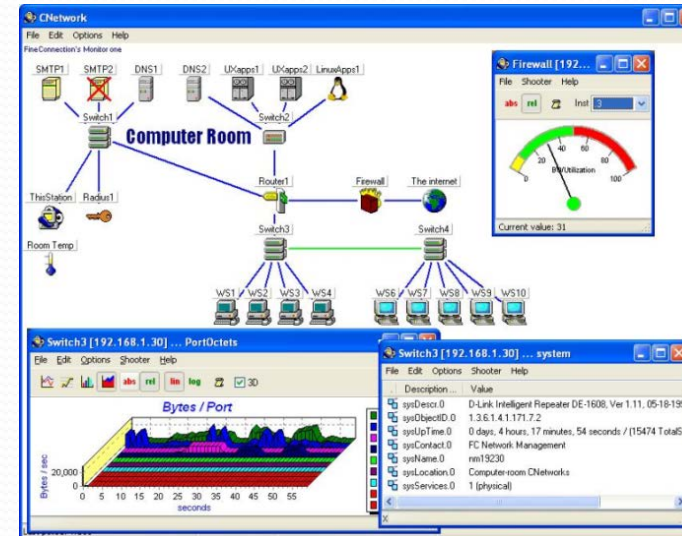 CNetwork
File Edit Options Help
FineConnection's Monitor one
SMTP1 SMTP2 DNS1 DNS2 UXapps1 UXapps2 LinuxApps1
Switch1 Switch2
Computer Room
ThisStation Radius1
Router1 Firewall The internet
Room Temp
Switch3 Switch4
WS1 WS2 WS3 WS4 WS6 WS7 WS8 WS9 WS10
Firewall [192...
File Shooter Help
abs rel Inst 3
0 20 40 60 80 100
BW/Utilization
Current value: 31
Switch3 [192.168.1.30] ... PortOctets
File Edit Options Shooter Help
abs rel lin log 3D
Bytes / Port
Bytes / sec
20,000
0
0 5 10 15 20 25 30 35 40 45 50 55
seconds
Switch3 [192.168.1.30] ... system
File Edit Options Shooter Help
Description... Value
sysDescr.0 D-Link Intelligent Repeater DE-1608, Ver 1.11, 05-18-19
sysObjectID.0 1.3.6.1.4.1.171.7.2
sysUpTime.0 0 days, 4 hours, 17 minutes, 54 seconds / (15474 TotalS
sysContact.0 FC Network Management
sysName.0 nm19230
sysLocation.0 Computer-room CNetworks
sysServices.0 1 (physical)
X